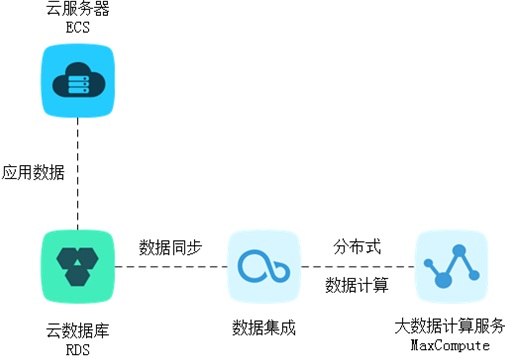 云服务器
ECS
应用数据
数据同步
分布式
数据计算
云数据库
RDS
数据集成
大数据计算服务
MaxCompute